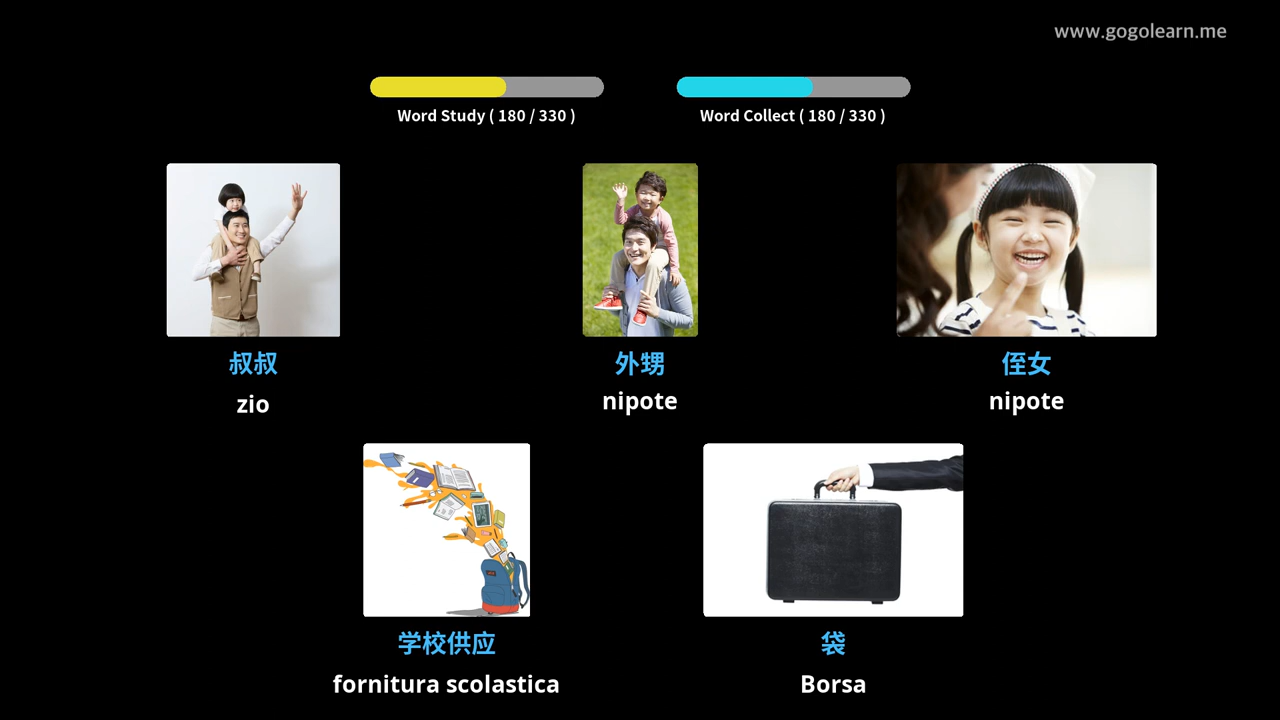 www.gogolearn.me
Word Study ( 180 / 330 )
Word Collect ( 180 / 330 )
叔叔
zio
外甥
nipote
侄女
nipote
学校供应
fornitura scolastica
袋
Borsa